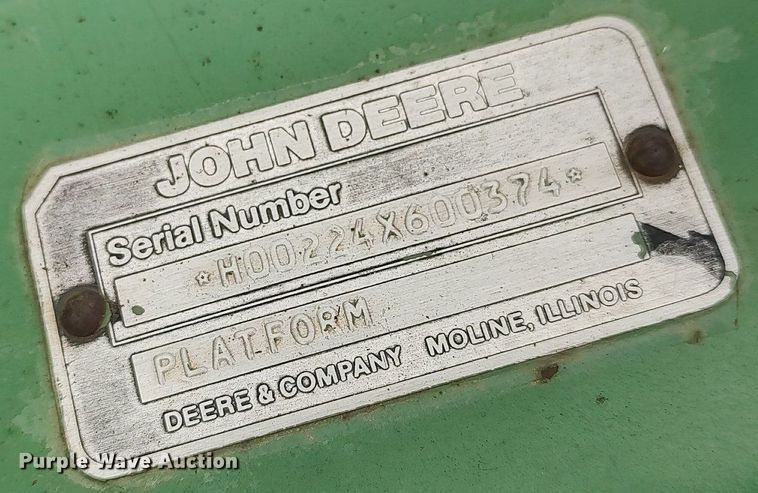 JOHN DEERE
Serial Number
*H00224X600374*
PLATFORM
DEERE & COMPANY MOLINE, ILLINOIS
Purple Wave Auction